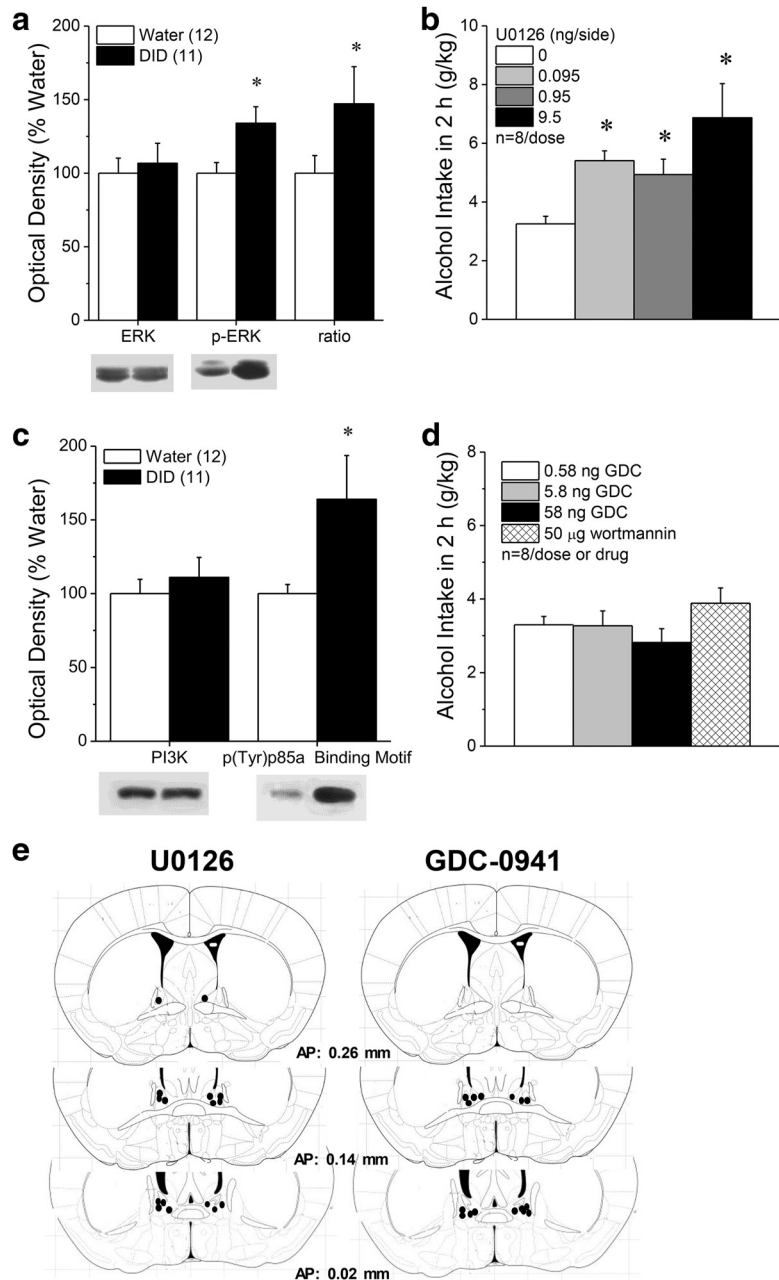 a
Optical Density (% Water)
200
150
100
50
0
Water (12)
DID (11)
*
*
ERK
p-ERK
ratio
b
Alcohol Intake in 2 h (g/kg)
10
8
6
4
2
0
U0126 (ng/side)
0
0.095
0.95
9.5
n=8/dose
*
*
*
c
Optical Density (% Water)
200
150
100
50
0
Water (12)
DID (11)
*
PI3K
p(Tyr)p85a Binding Motif
d
Alcohol Intake in 2 h (g/kg)
8
6
4
2
0
0.58 ng GDC
5.8 ng GDC
58 ng GDC
50 μg wortmannin
n=8/dose or drug
e
U0126
GDC-0941
AP: 0.26 mm
AP: 0.14 mm
AP: 0.02 mm